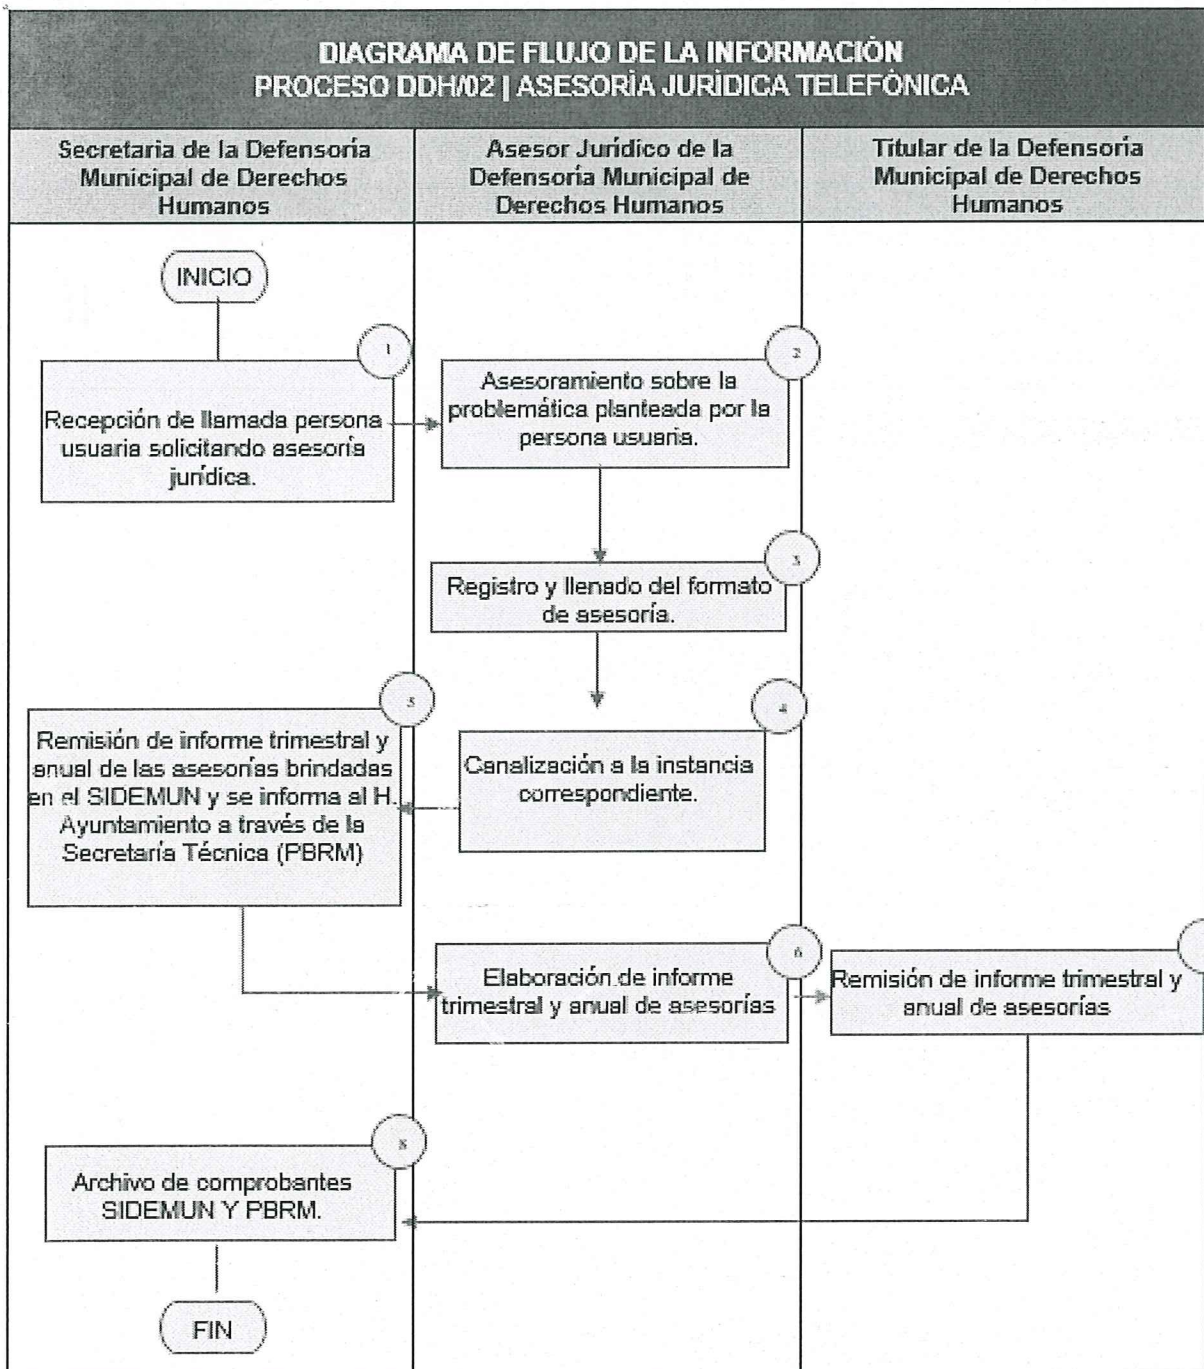 DIAGRAMA DE FLUJO DE LA INFORMACIÓN
PROCESO DDH/02 | ASESORÍA JURÍDICA TELEFÓNICA
Secretaria de la Defensoría
Municipal de Derechos
Humanos
Asesor Jurídico de la
Defensoría Municipal de
Derechos Humanos
Titular de la Defensoría
Municipal de Derechos
Humanos
INICIO
1
Recepción de llamada persona
usuaria solicitando asesoría
jurídica.
2
Asesoramiento sobre la
problemática planteada por la
persona usuaria.
3
Registro y llenado del formato
de asesoría.
4
Canalización a la instancia
correspondiente.
5
Remisión de informe trimestral y
anual de las asesorías brindadas
en el SIDEMUN y se informa al H.
Ayuntamiento a través de la
Secretaría Técnica (PBRM)
6
Elaboración de informe
trimestral y anual de asesorías
Remisión de informe trimestral y
anual de asesorías
8
Archivo de comprobantes
SIDEMUN Y PBRM.
FIN